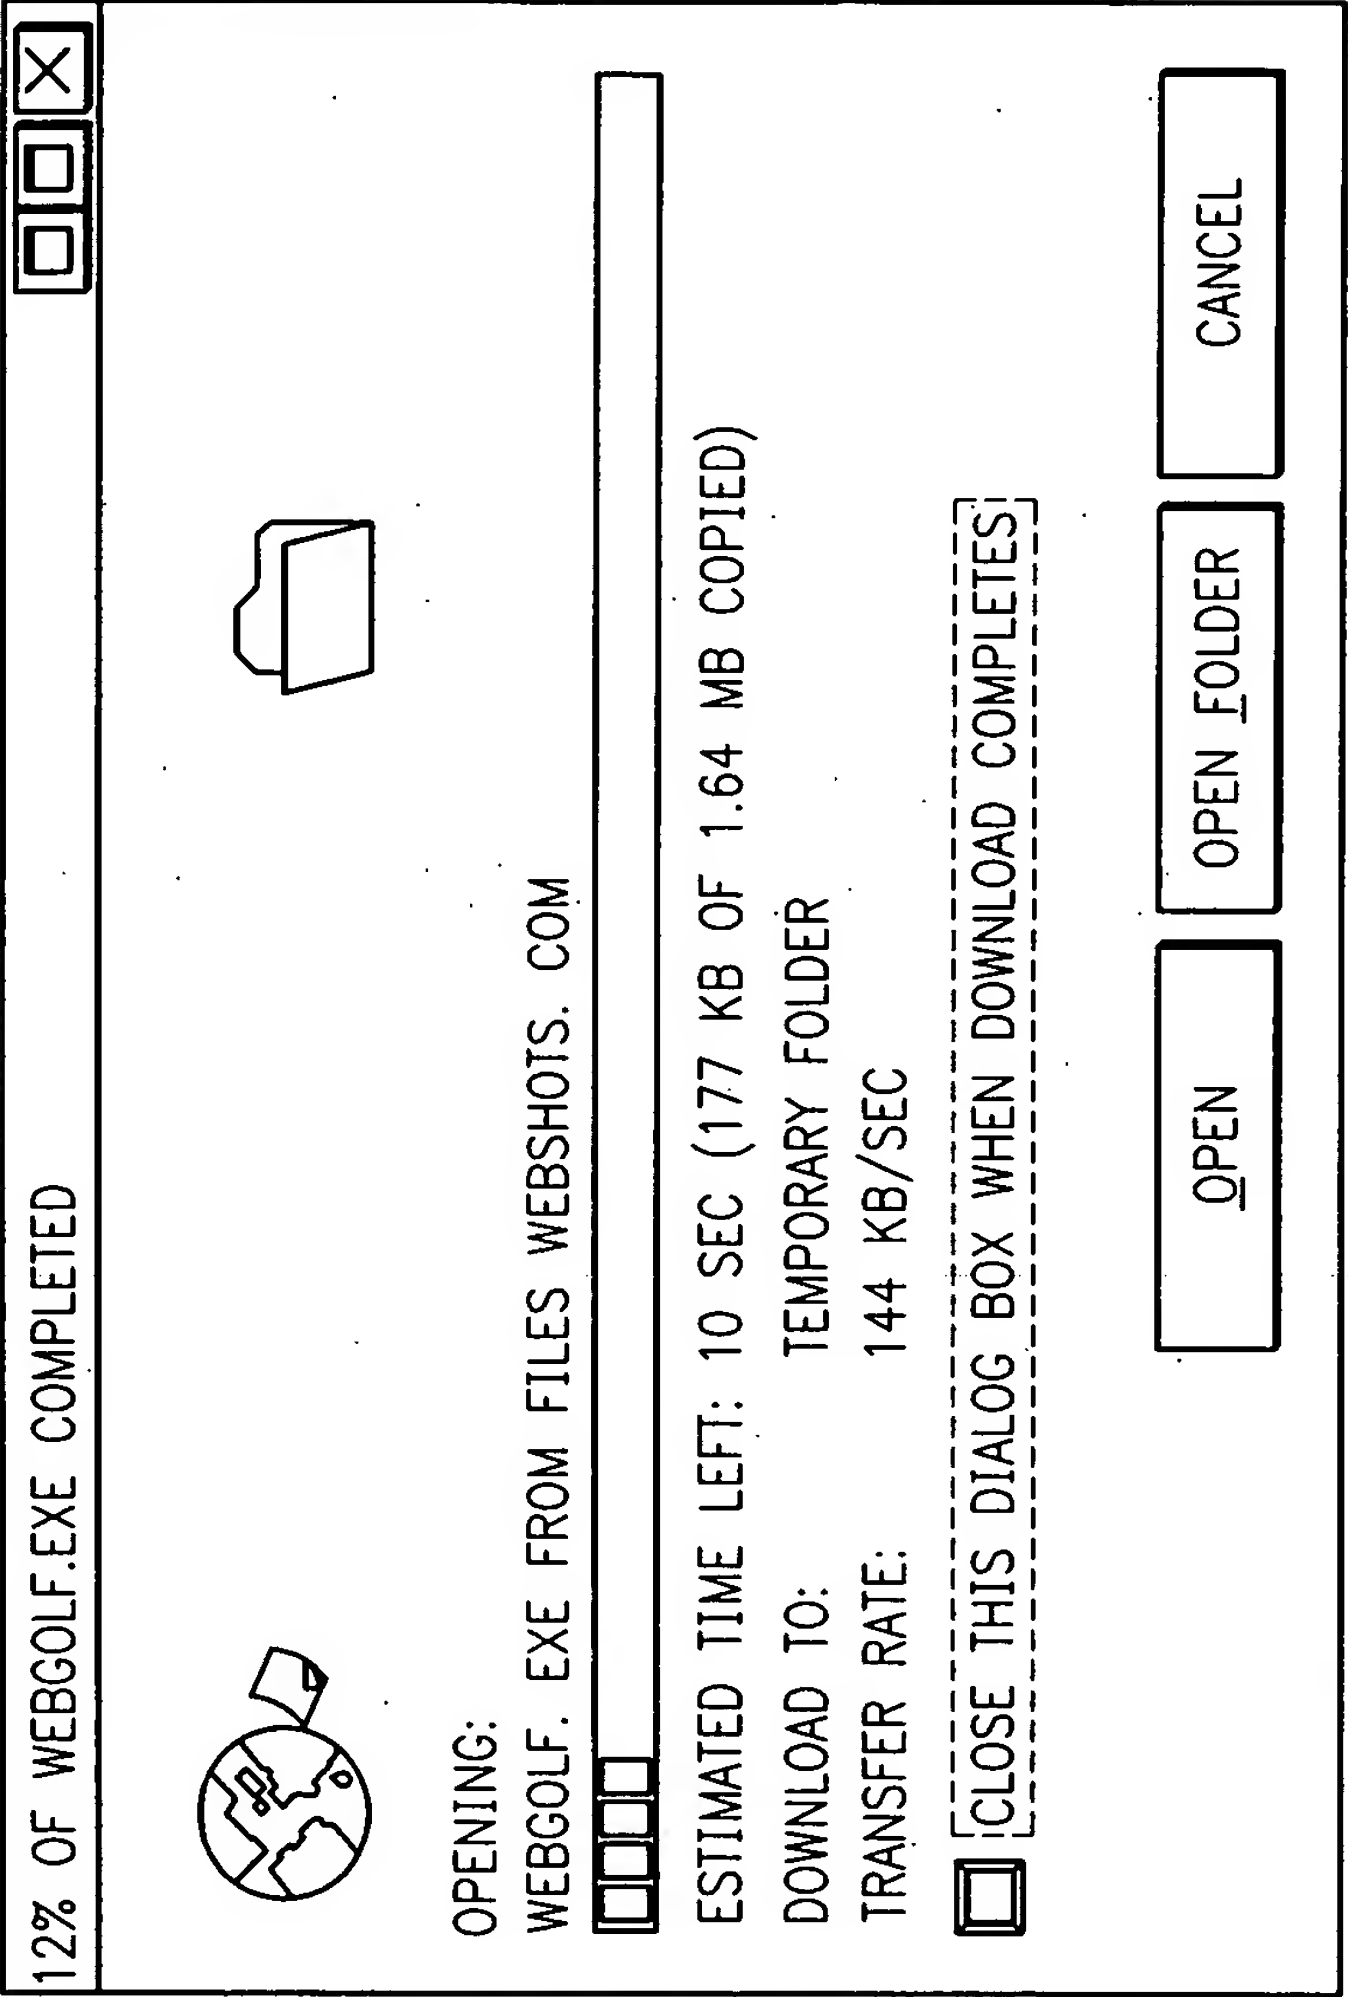 12% OF WEBGOLF.EXE COMPLETED
OPENING:
WEBGOLF. EXE FROM FILES WEBSHOTS. COM
ESTIMATED TIME LEFT: 10 SEC (177 KB OF 1.64 MB COPIED)
DOWNLOAD TO: TEMPORARY FOLDER
TRANSFER RATE: 144 KB/SEC
CLOSE THIS DIALOG BOX WHEN DOWNLOAD COMPLETES
OPEN OPEN FOLDER CANCEL